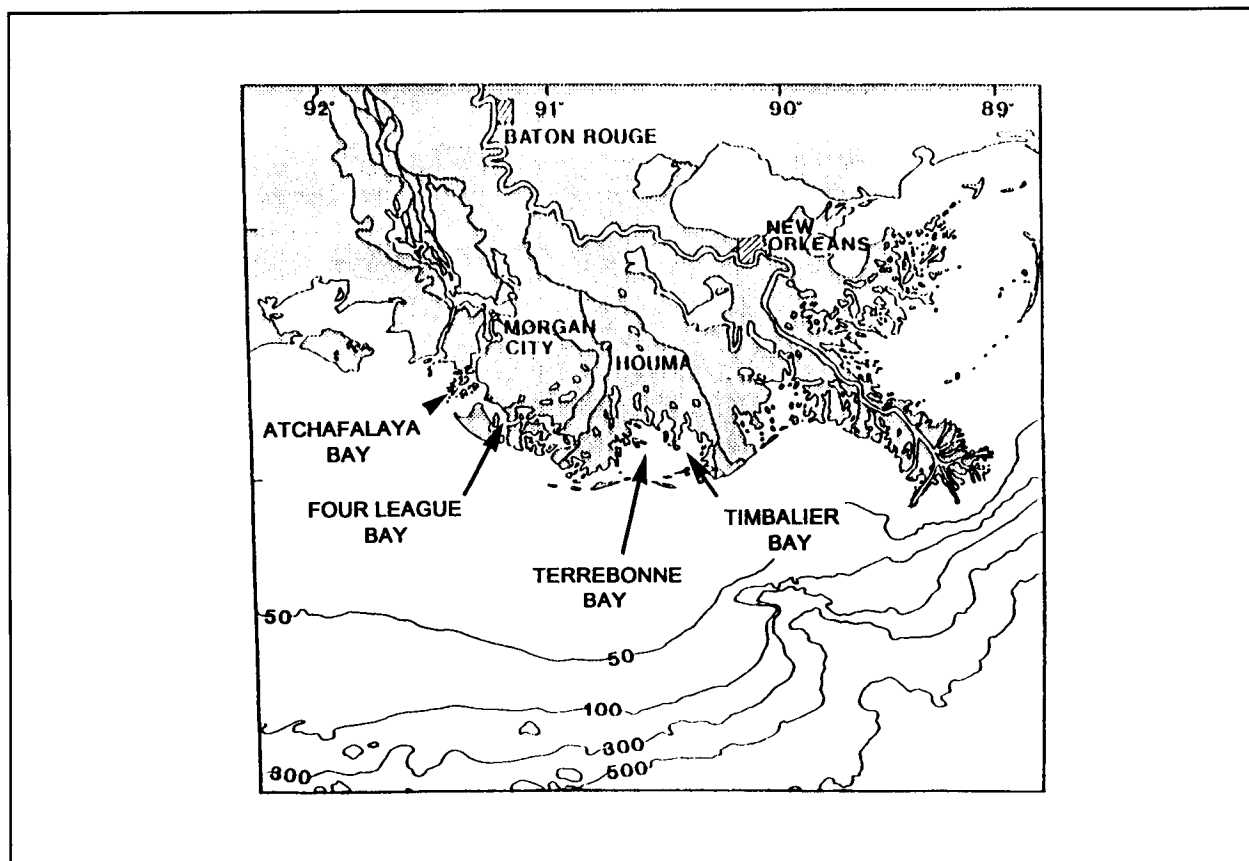 92° 91° 90° 89°
BATON ROUGE
NEW
ORLEANS
MORGAN
CITY
HOUMA
ATCHAFALAYA
BAY
FOUR LEAGUE
BAY
TIMBALIER
BAY
TERREBONNE
BAY
50
50
100
300
300
500